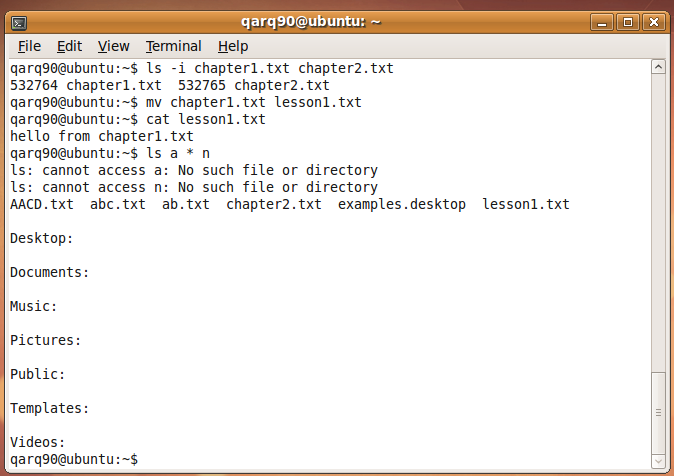 qarq90@ubuntu: ~
File Edit View Terminal Help
qarq90@ubuntu:~$ ls -i chapter1.txt chapter2.txt
532764 chapter1.txt  532765 chapter2.txt
qarq90@ubuntu:~$ mv chapter1.txt lesson1.txt
qarq90@ubuntu:~$ cat lesson1.txt
hello from chapter1.txt
qarq90@ubuntu:~$ ls a * n
ls: cannot access a: No such file or directory
ls: cannot access n: No such file or directory
AACD.txt  abc.txt  ab.txt  chapter2.txt  examples.desktop  lesson1.txt
Desktop:
Documents:
Music:
Pictures:
Public:
Templates:
Videos:
qarq90@ubuntu:~$